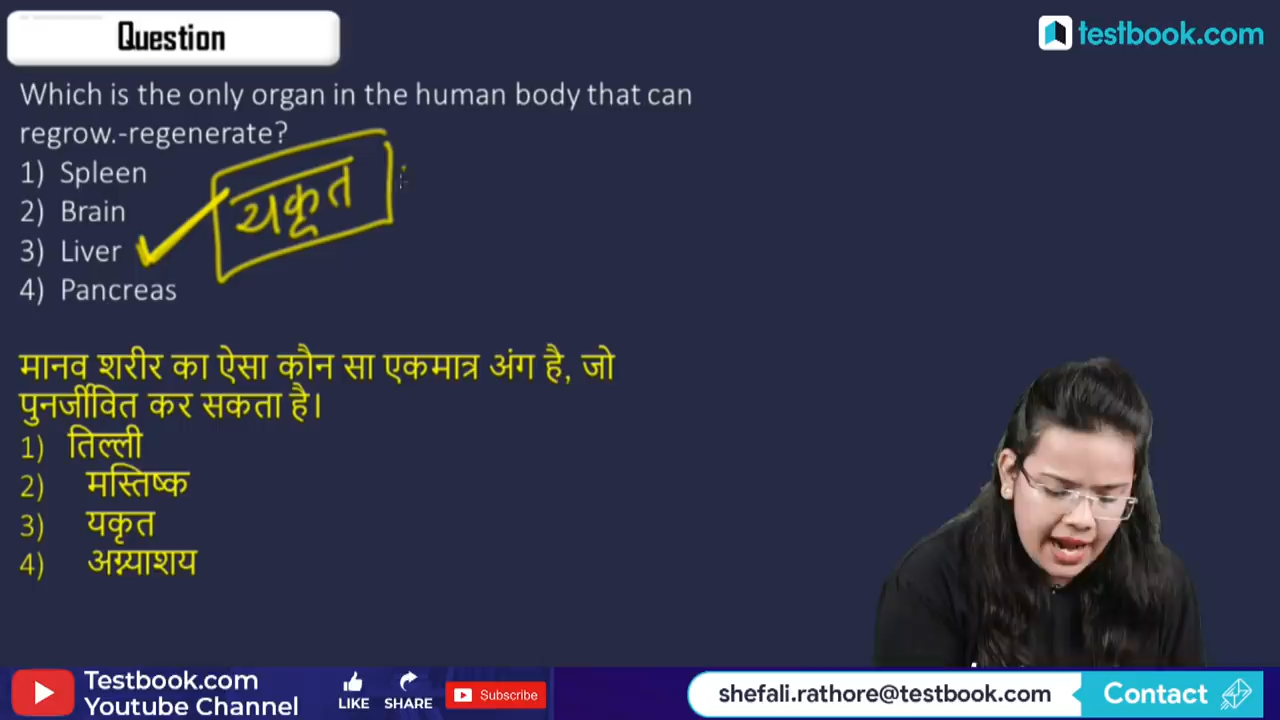 Question
testbook.com
Which is the only organ in the human body that can
regrow.-regenerate?
1) Spleen
2) Brain
3) Liver
4) Pancreas
यकृत
मानव शरीर का ऐसा कौन सा एकमात्र अंग है, जो
पुनर्जीवित कर सकता है।
1) तिल्ली
2) मस्तिष्क
3) यकृत
4) अग्न्याशय
Testbook.com
Youtube Channel
LIKE
SHARE
Subscribe
shefali.rathore@testbook.com
Contact